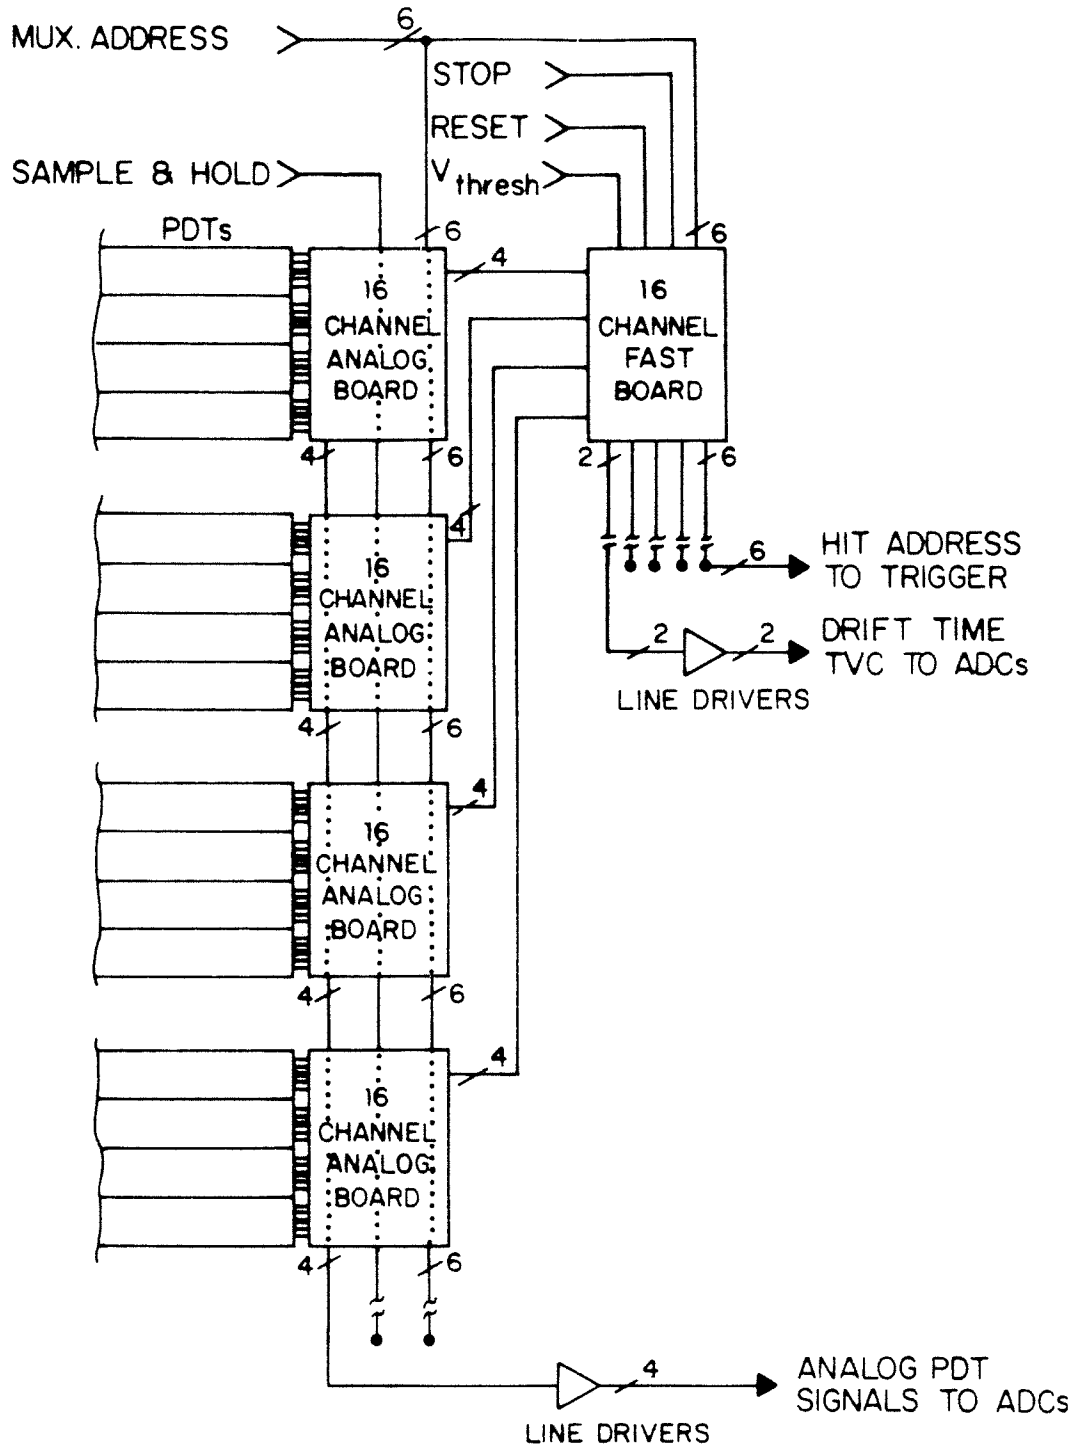 MUX. ADDRESS
6
STOP
RESET
V thresh
SAMPLE & HOLD
PDTs
6
6
4
16
CHANNEL
ANALOG
BOARD
16
CHANNEL
FAST
BOARD
4
6
2
6
4
16
CHANNEL
ANALOG
BOARD
6
HIT ADDRESS
TO TRIGGER
2
2
DRIFT TIME
TVC TO ADCs
LINE DRIVERS
4
6
4
16
CHANNEL
ANALOG
BOARD
4
6
4
16
CHANNEL
ANALOG
BOARD
4
6
4
ANALOG PDT
SIGNALS TO ADCs
LINE DRIVERS